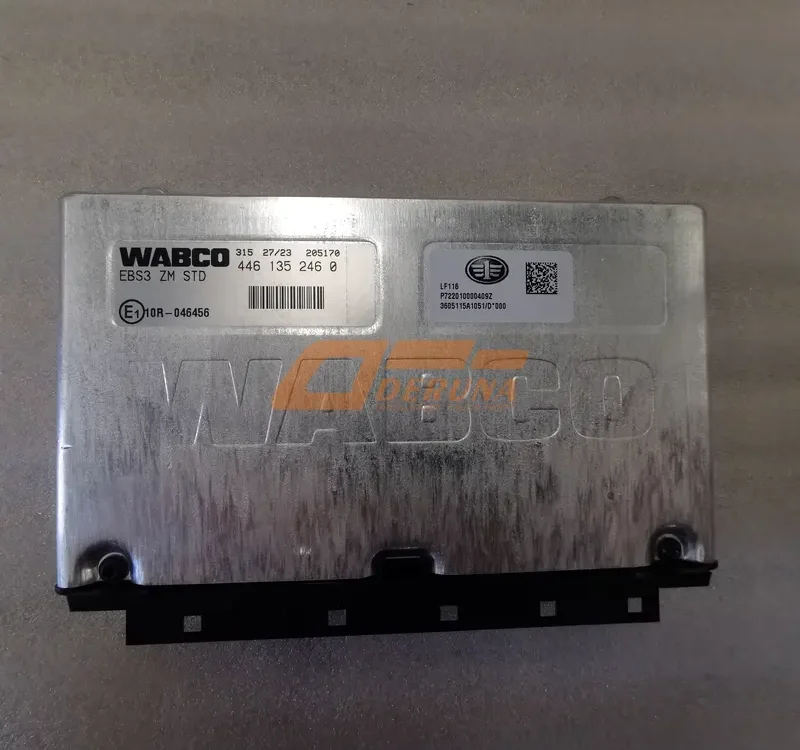 WABCO 315 27/23 205170
EBS3 ZM STD 446 135 246 0
E1 10R-046456
LF116
P722010000409Z
3605115A1051/D*000
WABCO
DERUNA